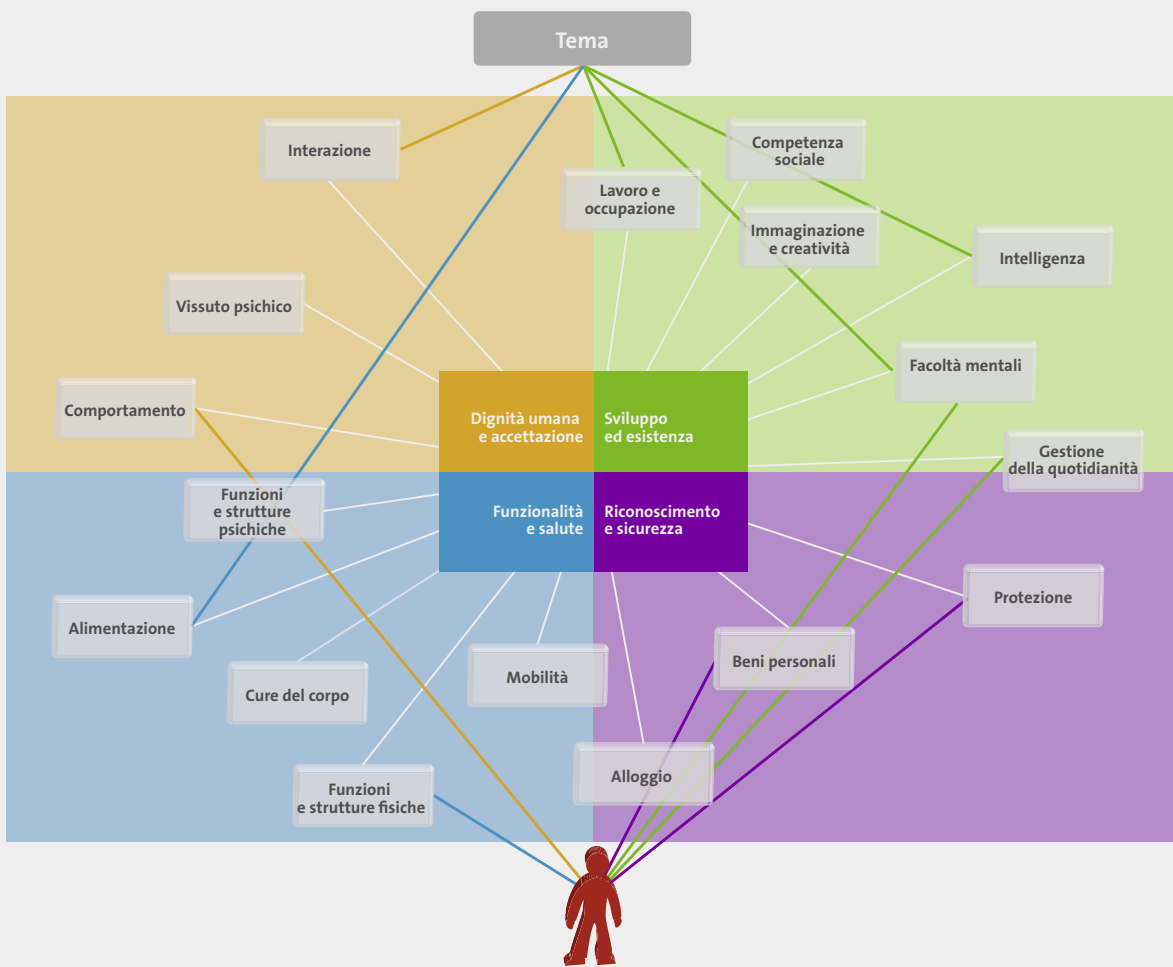 Tema
Interazione
Competenza
sociale
Lavoro e
occupazione
Immaginazione
e creatività
Intelligenza
Vissuto psichico
Facoltà mentali
Comportamento
Dignità umana
e accettazione
Sviluppo
ed esistenza
Gestione
della quotidianità
Funzioni
e strutture
psichiche
Funzionalità
e salute
Riconoscimento
e sicurezza
Alimentazione
Protezione
Cure del corpo
Mobilità
Beni personali
Alloggio
Funzioni
e strutture fisiche